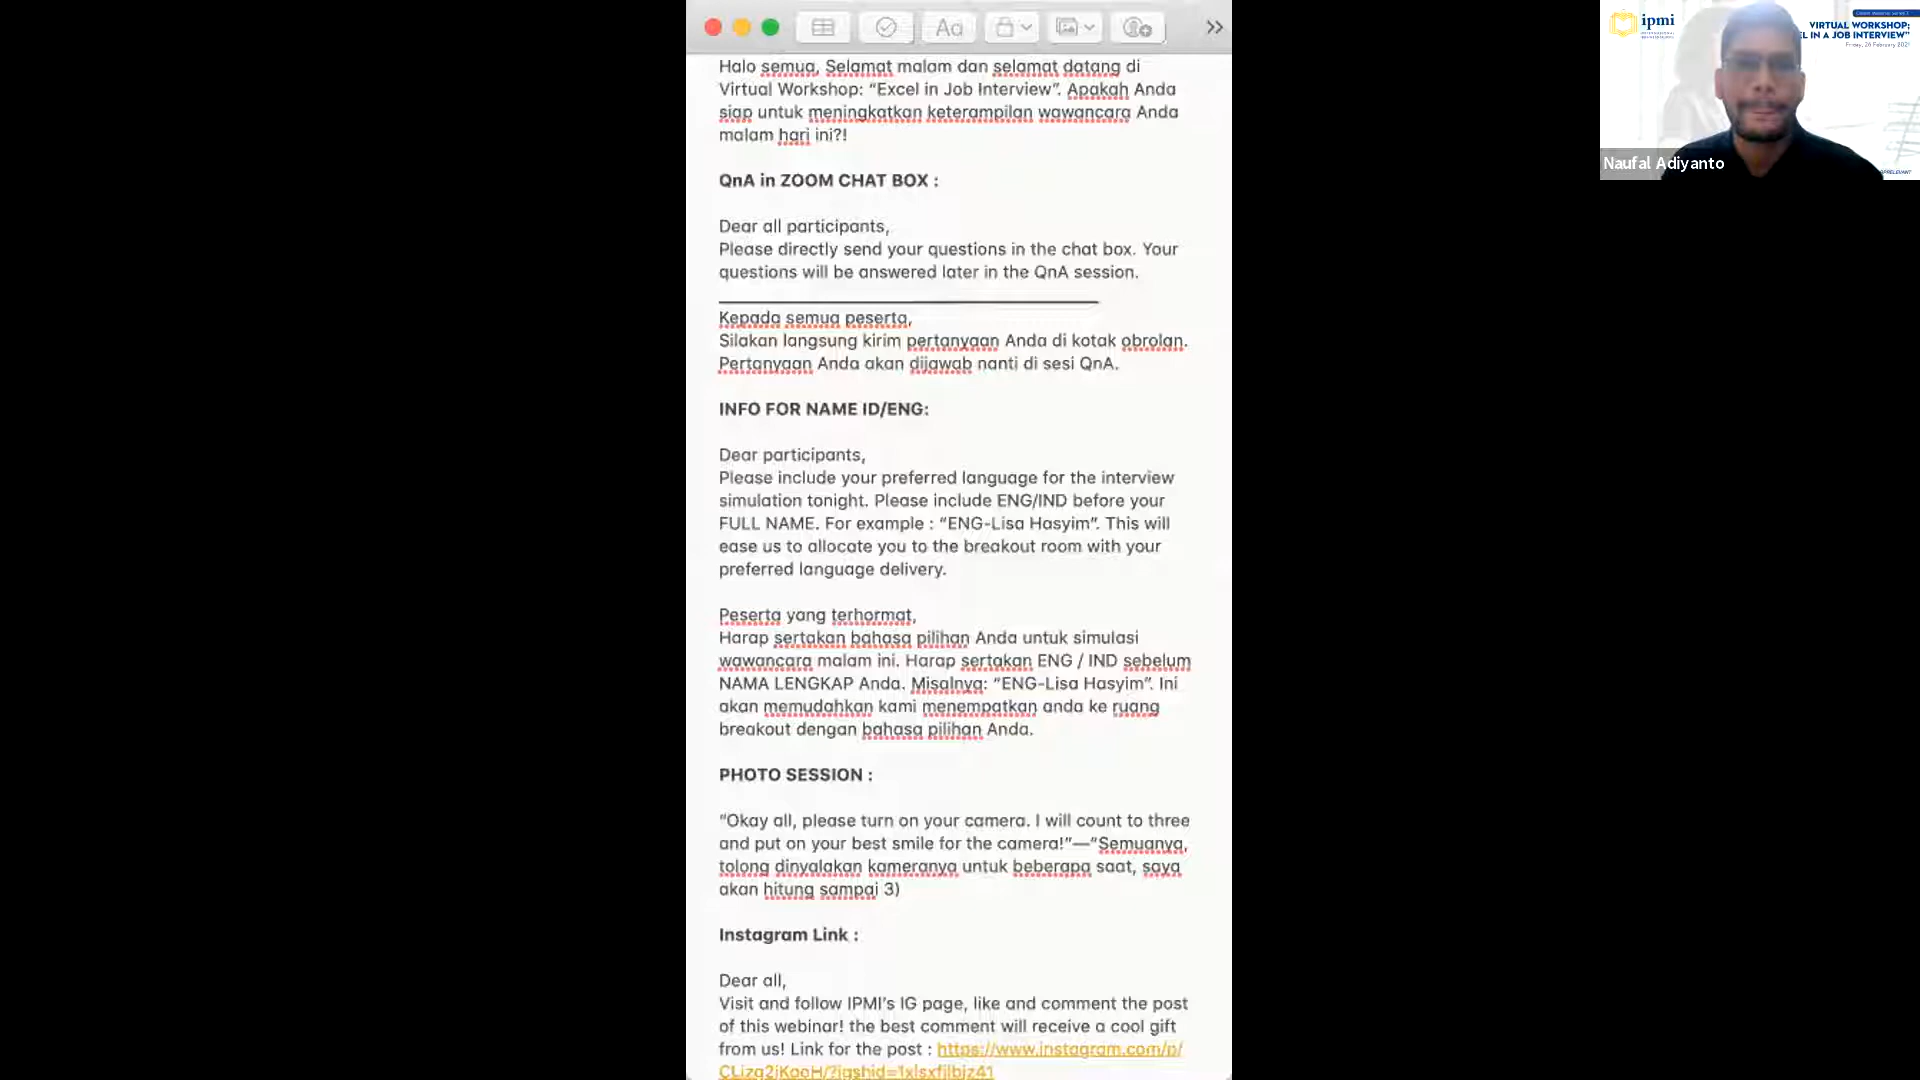 Halo semua, Selamat malam dan selamat datang di
Virtual Workshop: “Excel in Job Interview”. Apakah Anda
siap untuk meningkatkan keterampilan wawancara Anda
malam hari ini?!
QnA in ZOOM CHAT BOX :
Dear all participants,
Please directly send your questions in the chat box. Your
questions will be answered later in the QnA session.
Kepada semua peserta,
Silakan langsung kirim pertanyaan Anda di kotak obrolan.
Pertanyaan Anda akan dijawab nanti di sesi QnA.
INFO FOR NAME ID/ENG:
Dear participants,
Please include your preferred language for the interview
simulation tonight. Please include ENG/IND before your
FULL NAME. For example : “ENG-Lisa Hasyim”. This will
ease us to allocate you to the breakout room with your
preferred language delivery.
Peserta yang terhormat,
Harap sertakan bahasa pilihan Anda untuk simulasi
wawancara malam ini. Harap sertakan ENG / IND sebelum
NAMA LENGKAP Anda. Misalnya: “ENG-Lisa Hasyim”. Ini
akan memudahkan kami menempatkan anda ke ruang
breakout dengan bahasa pilihan Anda.
PHOTO SESSION :
“Okay all, please turn on your camera. I will count to three
and put on your best smile for the camera!”—“Semuanya,
tolong dinyalakan kameranya untuk beberapa saat, saya
akan hitung sampai 3)
Instagram Link :
Dear all,
Visit and follow IPMI’s IG page, like and comment the post
of this webinar! the best comment will receive a cool gift
from us! Link for the post : https://www.instagram.com/p/
ipmi
VIRTUAL WORKSHOP:
L IN A JOB INTERVIEW”
Friday, 26 February 2021
Naufal Adiyanto